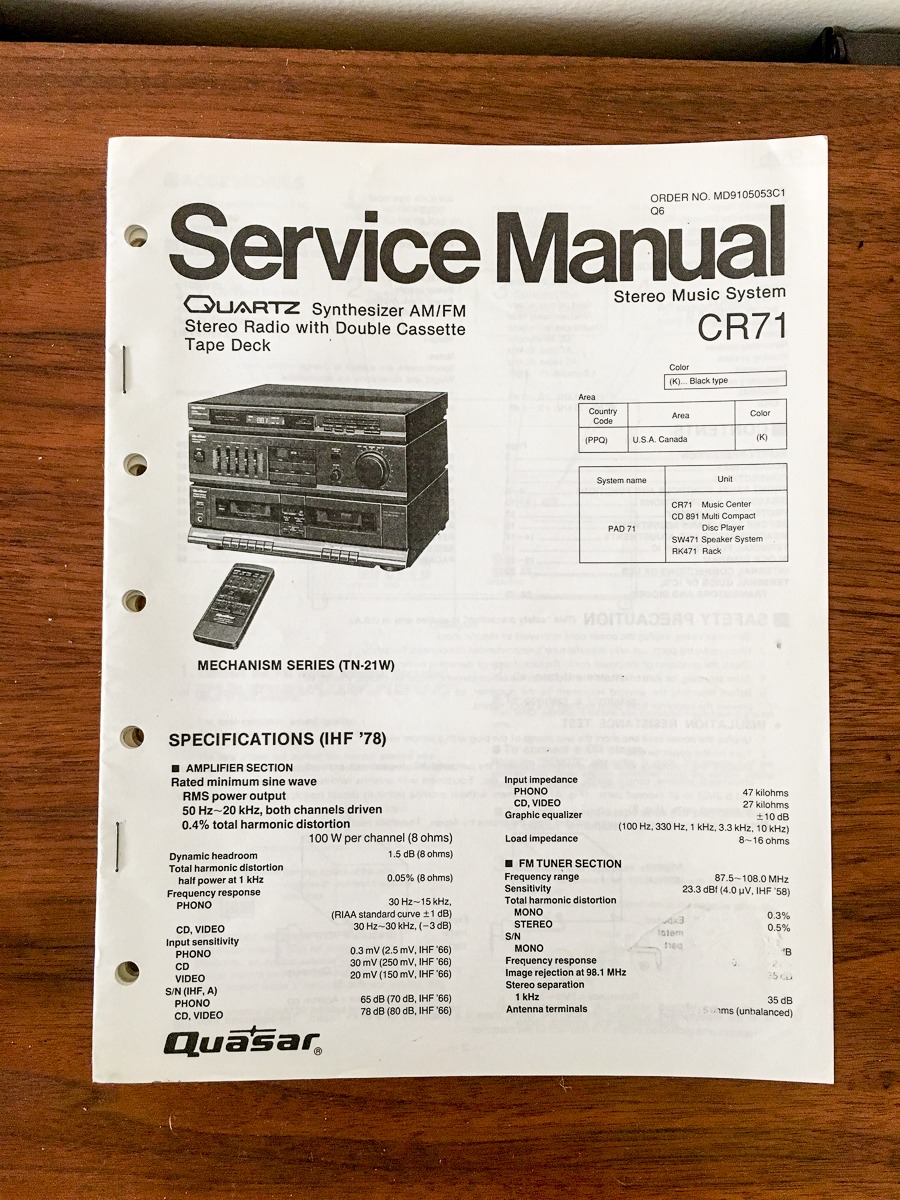 ORDER NO. MD9105053C1
Q6
Service Manual
Stereo Music System
CR71
QUARTZ Synthesizer AM/FM
Stereo Radio with Double Cassette
Tape Deck
Color
(K)... Black type
Area
Country Code Area Color
(PPQ) U.S.A. Canada (K)
System name Unit
PAD 71
CR71 Music Center
CD 891 Multi Compact
Disc Player
SW471 Speaker System
RK471 Rack
MECHANISM SERIES (TN-21W)
SPECIFICATIONS (IHF '78)
■ AMPLIFIER SECTION
Rated minimum sine wave
RMS power output
50 Hz~20 kHz, both channels driven
0.4% total harmonic distortion
100 W per channel (8 ohms)
Dynamic headroom 1.5 dB (8 ohms)
Total harmonic distortion
half power at 1 kHz 0.05% (8 ohms)
Frequency response
PHONO 30 Hz~15 kHz,
(RIAA standard curve ±1 dB)
CD, VIDEO 30 Hz~30 kHz, (−3 dB)
Input sensitivity
PHONO 0.3 mV (2.5 mV, IHF '66)
CD 30 mV (250 mV, IHF '66)
VIDEO 20 mV (150 mV, IHF '66)
S/N (IHF, A)
PHONO 65 dB (70 dB, IHF '66)
CD, VIDEO 78 dB (80 dB, IHF '66)
Input impedance
PHONO 47 kilohms
CD, VIDEO 27 kilohms
Graphic equalizer ±10 dB
(100 Hz, 330 Hz, 1 kHz, 3.3 kHz, 10 kHz)
Load impedance 8~16 ohms
■ FM TUNER SECTION
Frequency range 87.5~108.0 MHz
Sensitivity 23.3 dBf (4.0 µV, IHF '58)
Total harmonic distortion
MONO 0.3%
STEREO 0.5%
S/N
MONO
Frequency response
Image rejection at 98.1 MHz
Stereo separation
1 kHz 35 dB
Antenna terminals (unbalanced)
Quasar®